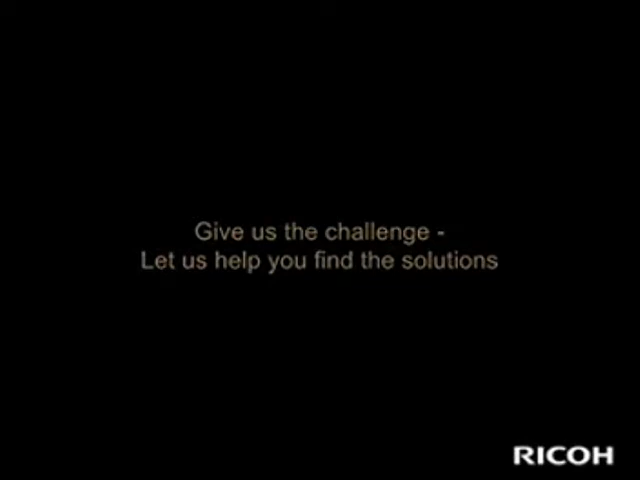 Give us the challenge -
Let us help you find the solutions
RICOH